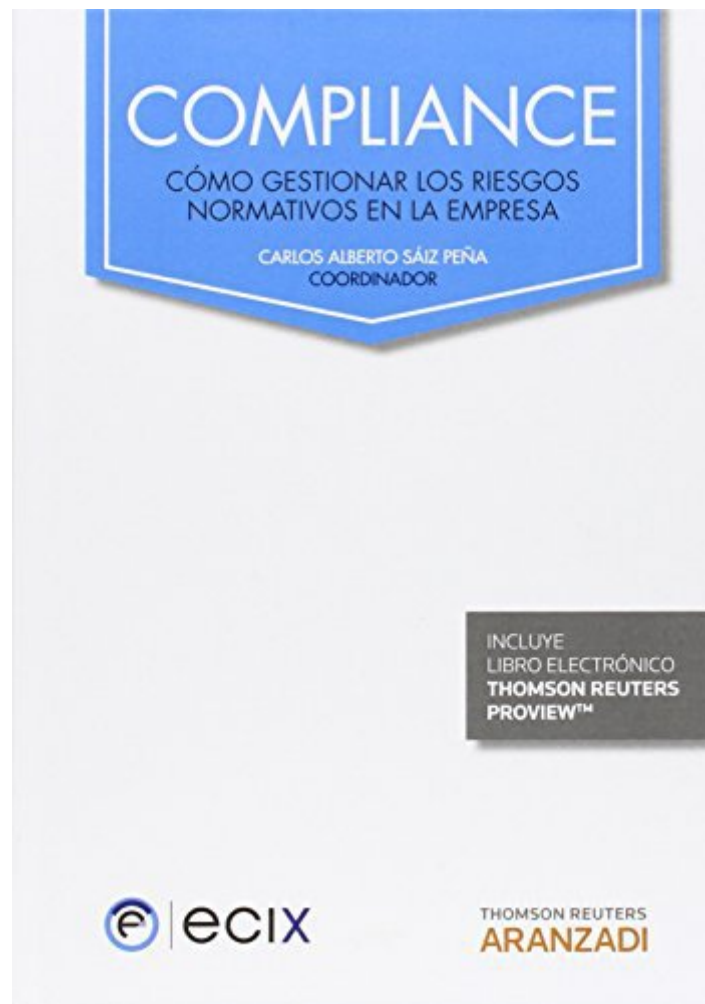 COMPLIANCE
CÓMO GESTIONAR LOS RIESGOS
NORMATIVOS EN LA EMPRESA
CARLOS ALBERTO SÁIZ PEÑA
COORDINADOR
INCLUYE
LIBRO ELECTRÓNICO
THOMSON REUTERS
PROVIEW™
e ecix
THOMSON REUTERS
ARANZADI